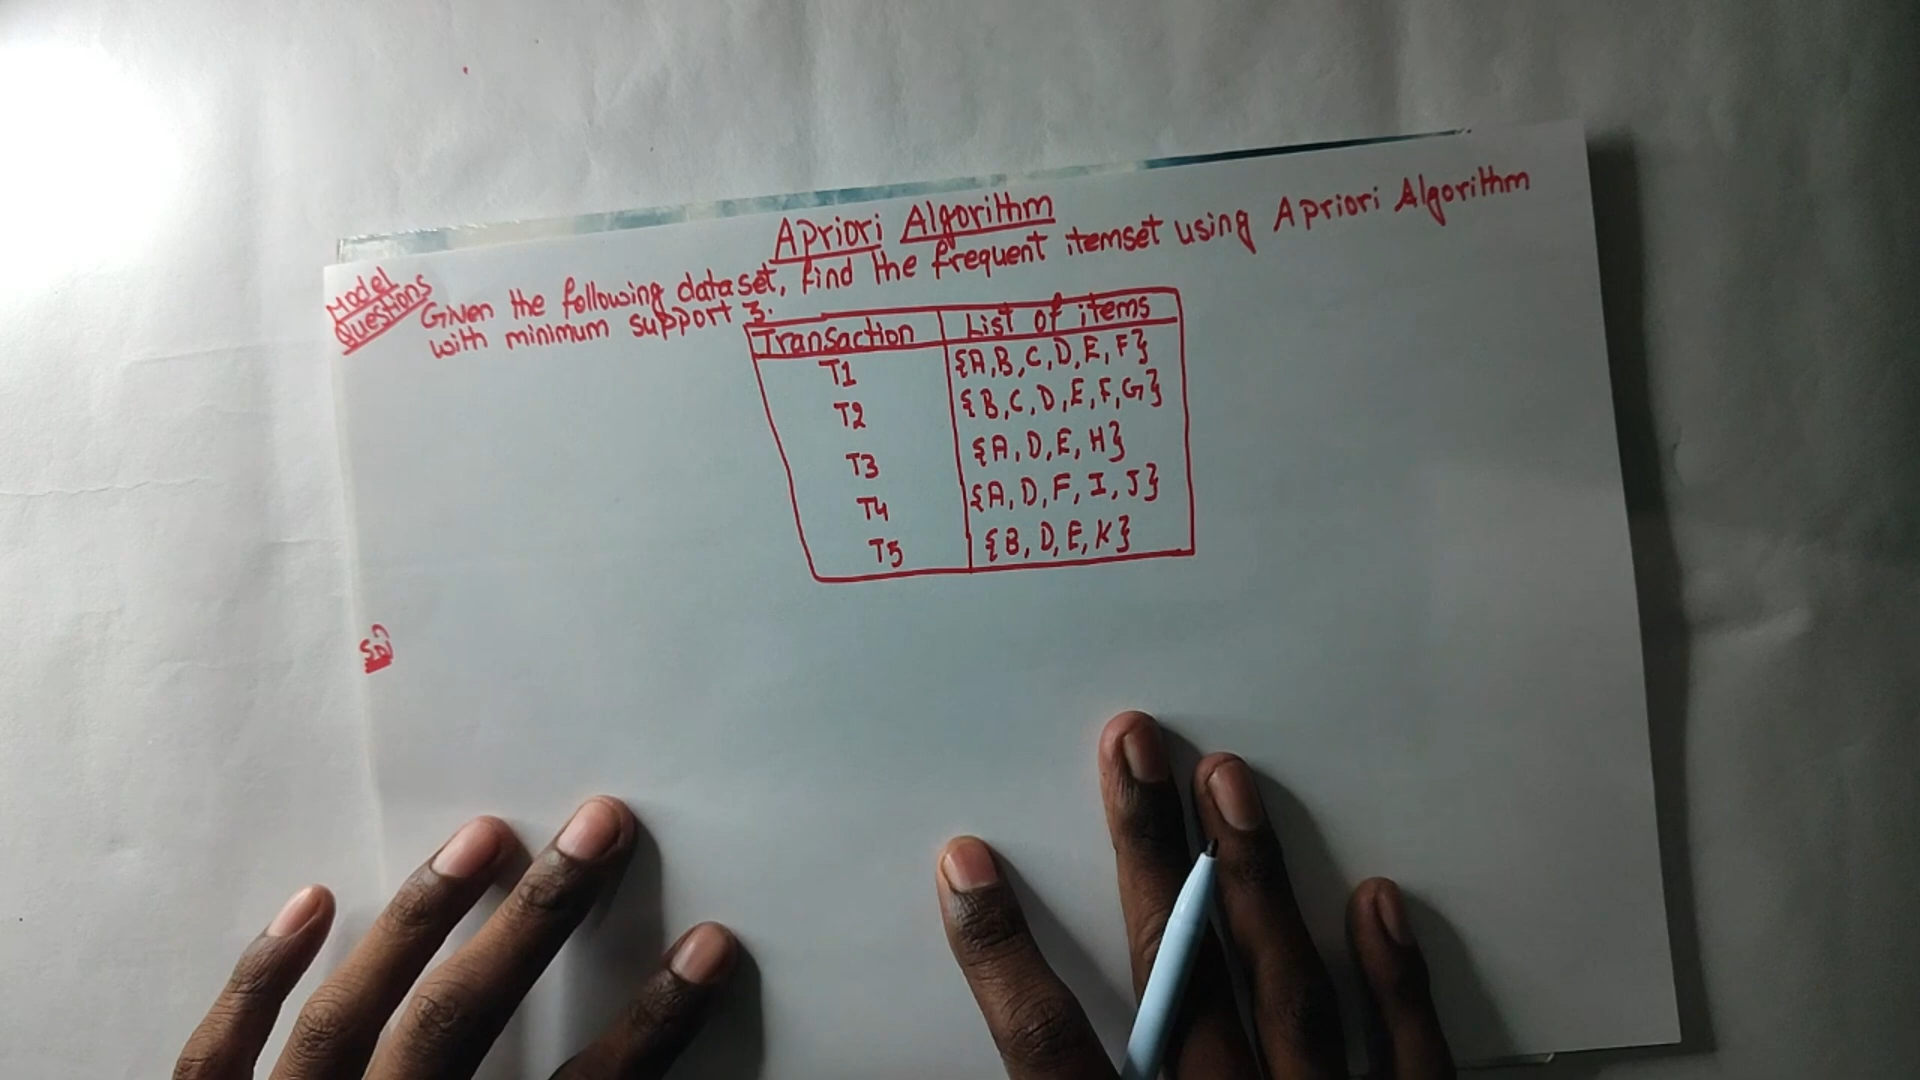 Apriori Algorithm
Model
Questions
Given the following dataset, find the frequent itemset using Apriori Algorithm
with minimum support 3.
Transaction List of items
T1 {A,B,C,D,E,F}
T2 {B,C,D,E,F,G}
T3 {A,D,E,H}
T4 {A,D,F,I,J}
T5 {B,D,E,K}